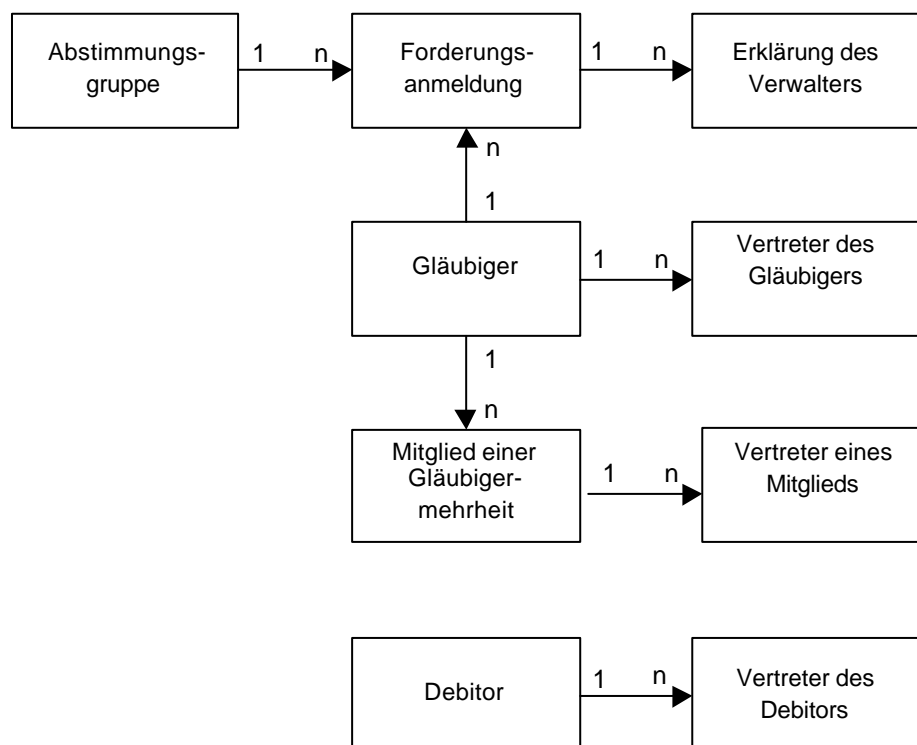 Abstimmungs-
gruppe
1 n
Forderungs-
anmeldung
1 n
Erklärung des
Verwalters
n
1
Gläubiger
1 n
Vertreter des
Gläubigers
1
n
Mitglied einer
Gläubiger-
mehrheit
1 n
Vertreter eines
Mitglieds
Debitor
1 n
Vertreter des
Debitors